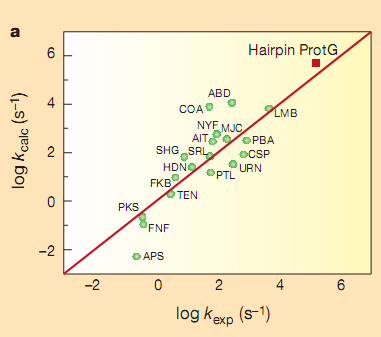 a
Hairpin ProtG
6
ABD
4
COA
LMB
NYF
MJC
AIT
PBA
2
SHG
SRL
CSP
HDN
URN
PTL
FKB
TEN
0
PKS
FNF
−2
APS
log kcalc (s−1)
−2
0
2
4
6
log kexp (s−1)